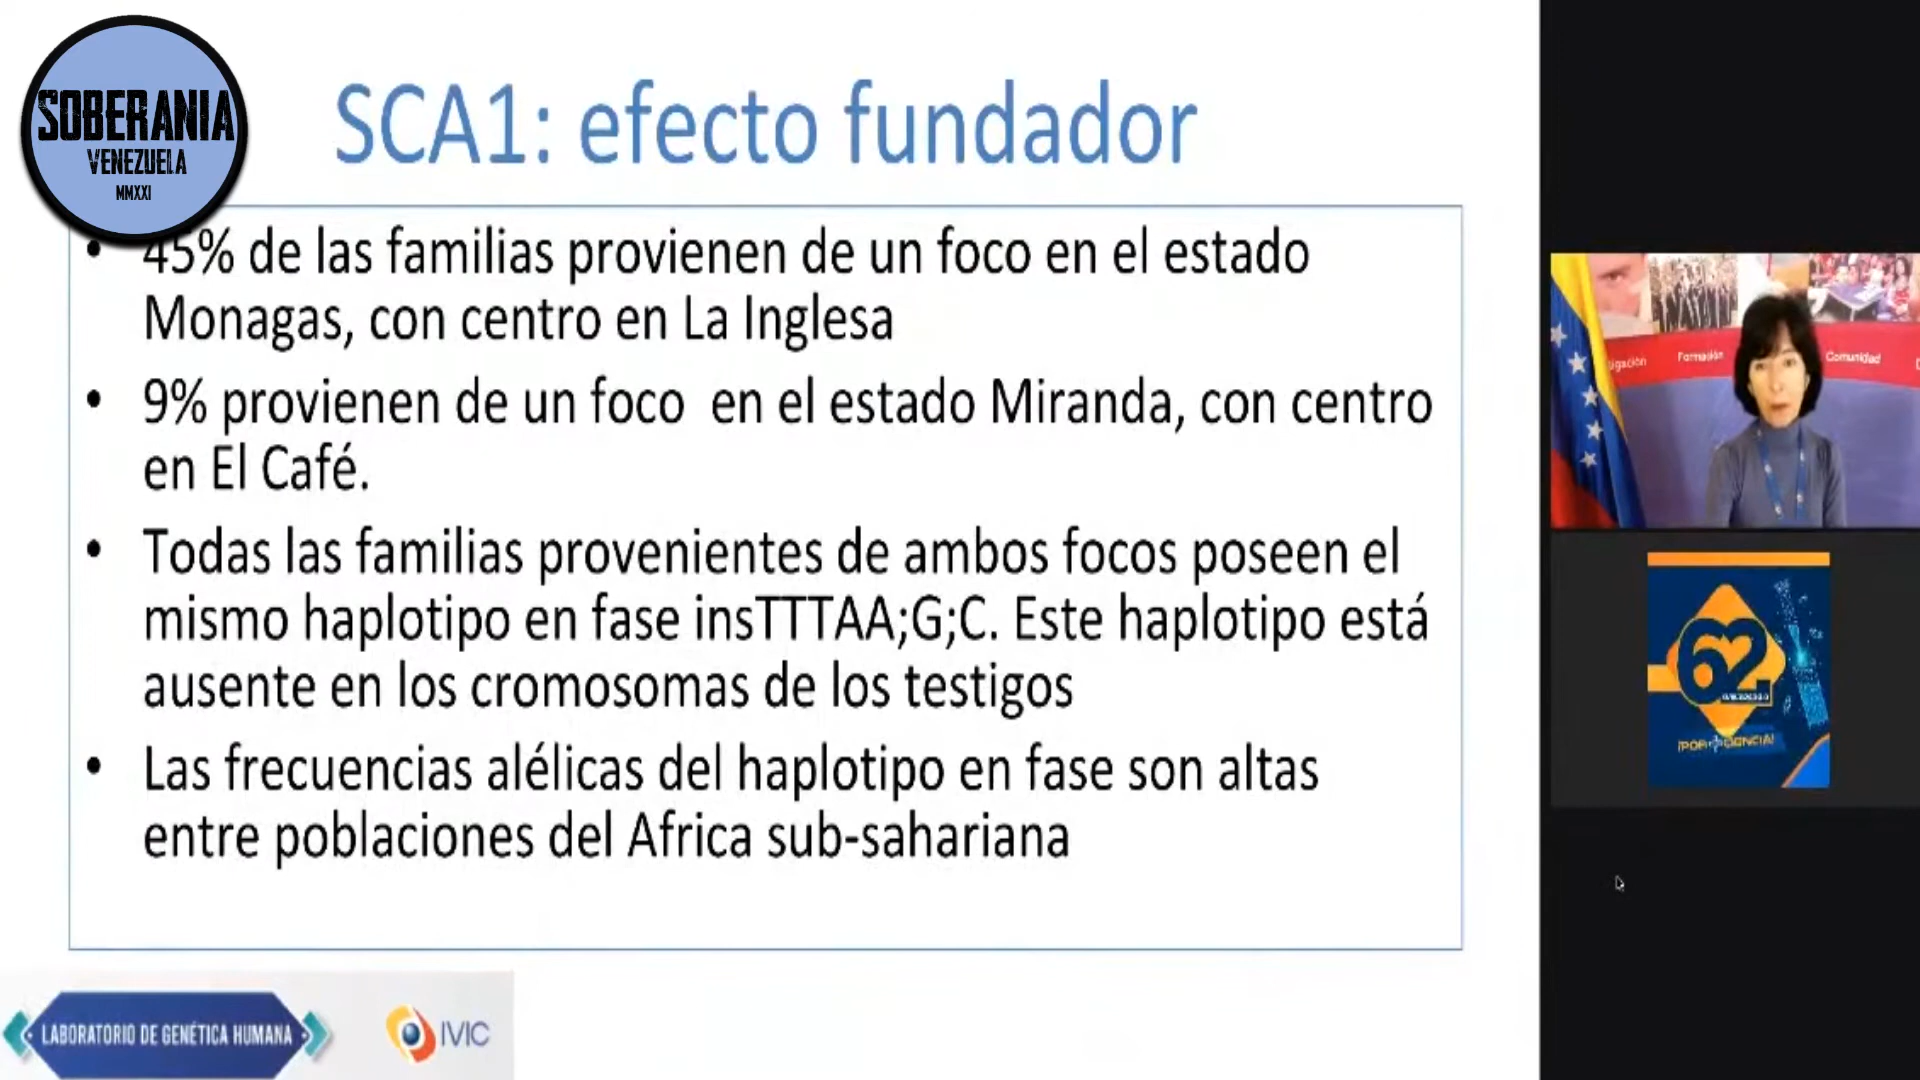 SOBERANIA
VENEZUELA
MMXXI
SCA1: efecto fundador
• 45% de las familias provienen de un foco en el estado
Monagas, con centro en La Inglesa
• 9% provienen de un foco en el estado Miranda, con centro
en El Café.
• Todas las familias provenientes de ambos focos poseen el
mismo haplotipo en fase insTTTAA;G;C. Este haplotipo está
ausente en los cromosomas de los testigos
• Las frecuencias alélicas del haplotipo en fase son altas
entre poblaciones del Africa sub-sahariana
LABORATORIO DE GENÉTICA HUMANA
IVIC
Formación
Comunidad
62